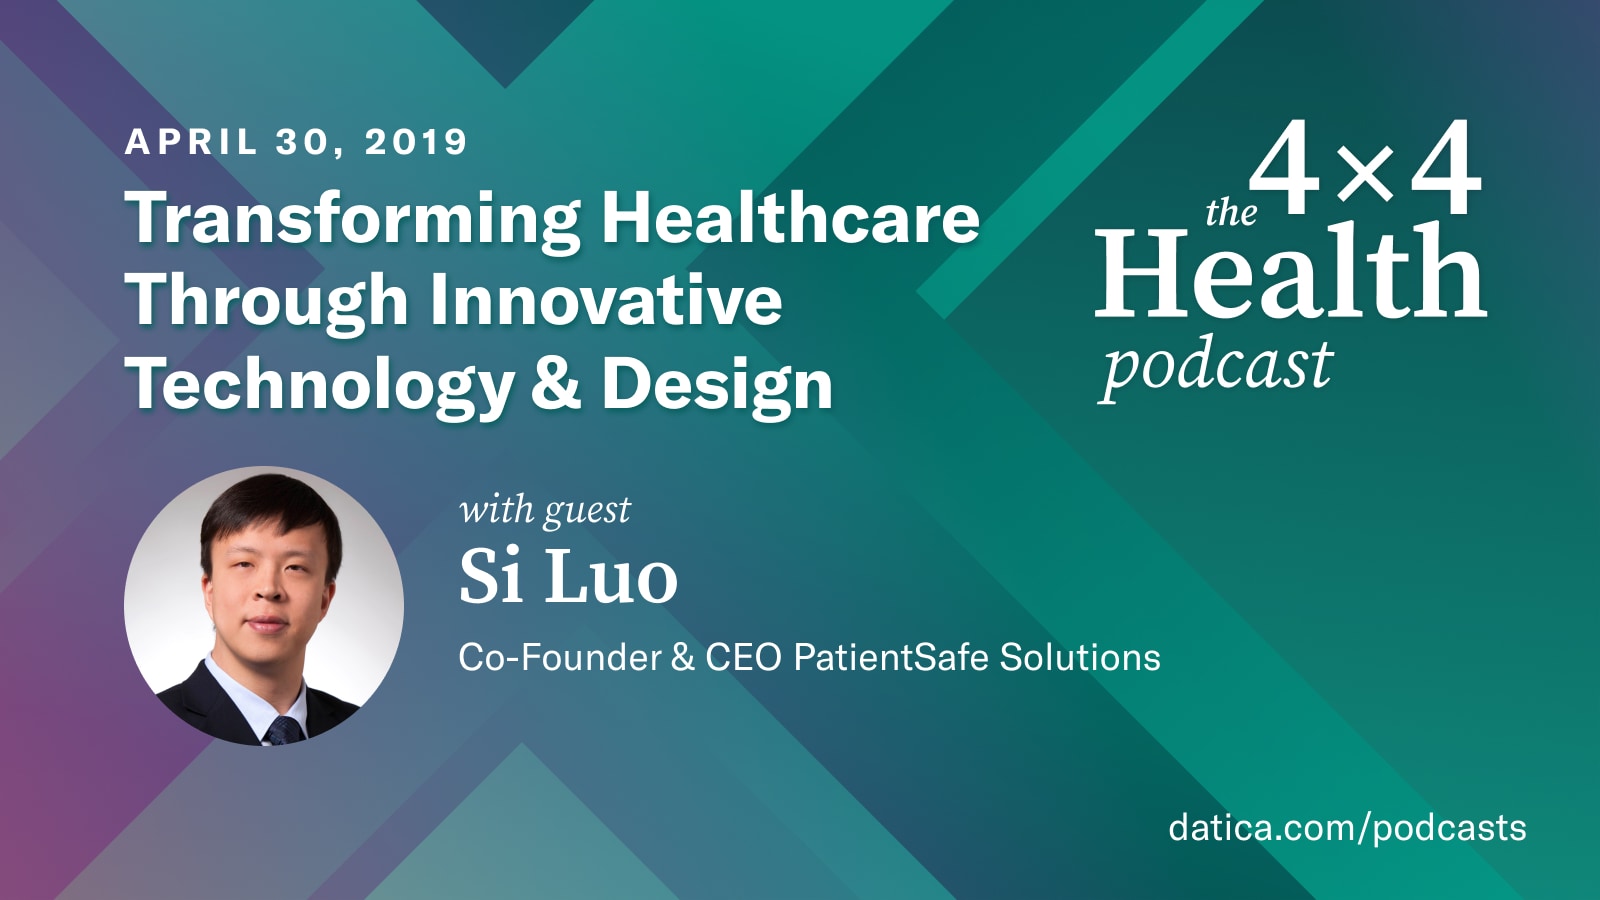 APRIL 30, 2019
Transforming Healthcare
Through Innovative
Technology & Design
the 4×4
Health
podcast
with guest
Si Luo
Co-Founder & CEO PatientSafe Solutions
datica.com/podcasts